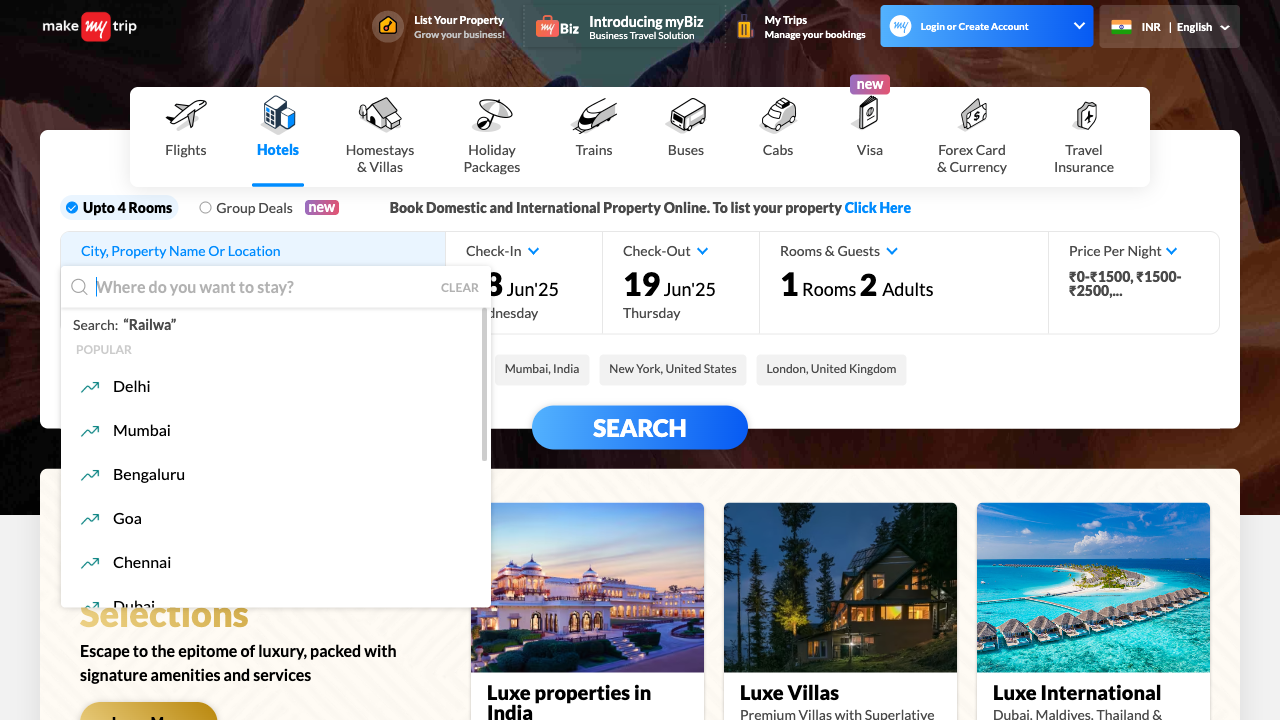 make my trip
List Your Property
Grow your business!
my Biz
Introducing myBiz
Business Travel Solution
My Trips
Manage your bookings
my
Login or Create Account
INR | English
new
Flights
Hotels
Homestays
& Villas
Holiday
Packages
Trains
Buses
Cabs
Visa
Forex Card
& Currency
Travel
Insurance
Upto 4 Rooms
Group Deals
new
Book Domestic and International Property Online. To list your property Click Here
City, Property Name Or Location
Check-In
8 Jun'25
dnesday
Check-Out
19 Jun'25
Thursday
Rooms & Guests
1 Rooms 2 Adults
Price Per Night
₹0-₹1500, ₹1500-
₹2500,...
Where do you want to stay?
CLEAR
Search: “Railwa”
POPULAR
Delhi
Mumbai
Bengaluru
Goa
Chennai
Dubai
Mumbai, India
New York, United States
London, United Kingdom
SEARCH
Selections
Escape to the epitome of luxury, packed with
signature amenities and services
Luxe properties in
India
Luxe Villas
Premium Villas with Superlative
Luxe International
Dubai, Maldives, Thailand &